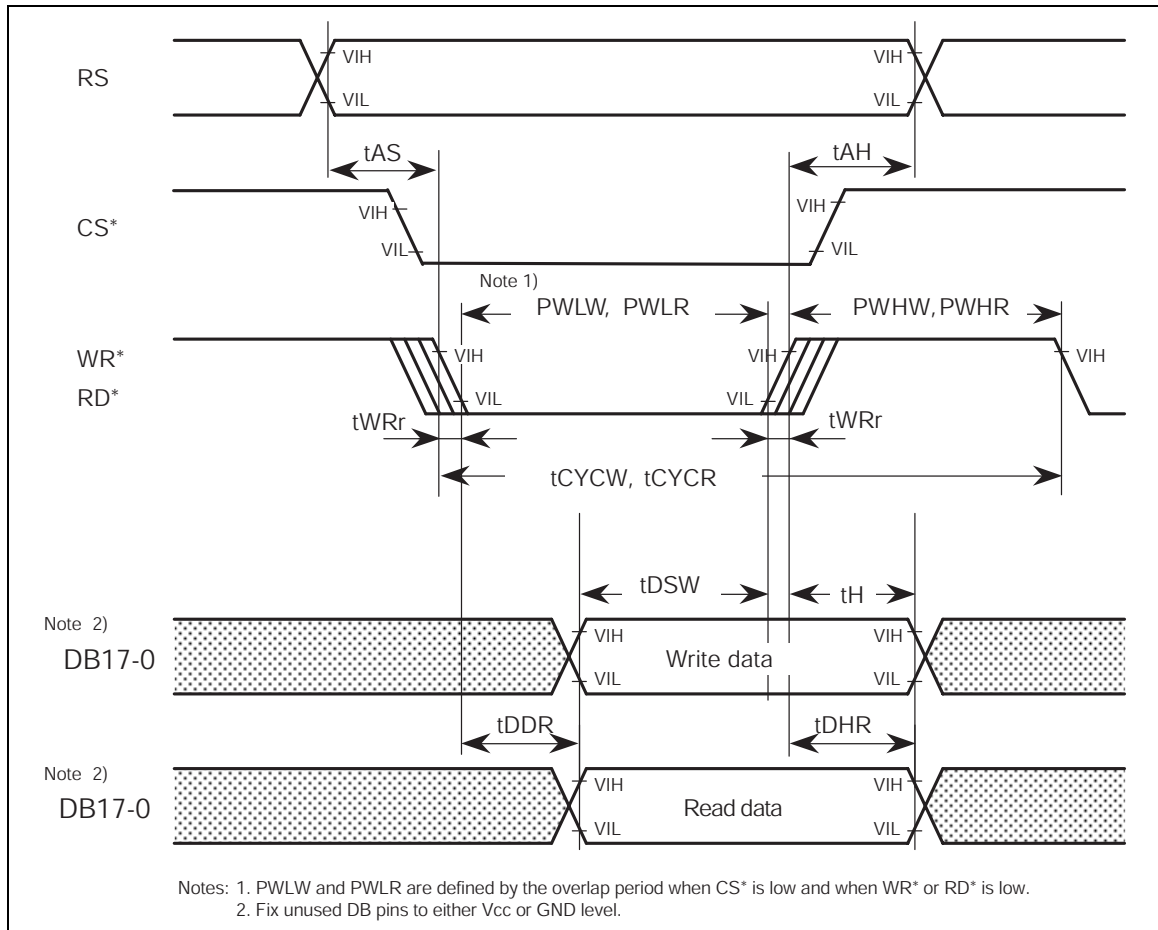 RS
VIH
VIH
VIL
VIL
tAS
tAH
CS*
VIH
VIH
VIL
VIL
Note 1)
PWLW, PWLR
PWHW, PWHR
WR*
VIH
VIH
VIH
RD*
VIL
VIL
tWRr
tWRr
tCYCW, tCYCR
tDSW
tH
Note 2)
DB17-0
VIH
Write data
VIH
VIL
VIL
tDDR
tDHR
Note 2)
DB17-0
VIH
Read data
VIH
VIL
VIL
Notes: 1. PWLW and PWLR are defined by the overlap period when CS* is low and when WR* or RD* is low.
2. Fix unused DB pins to either Vcc or GND level.